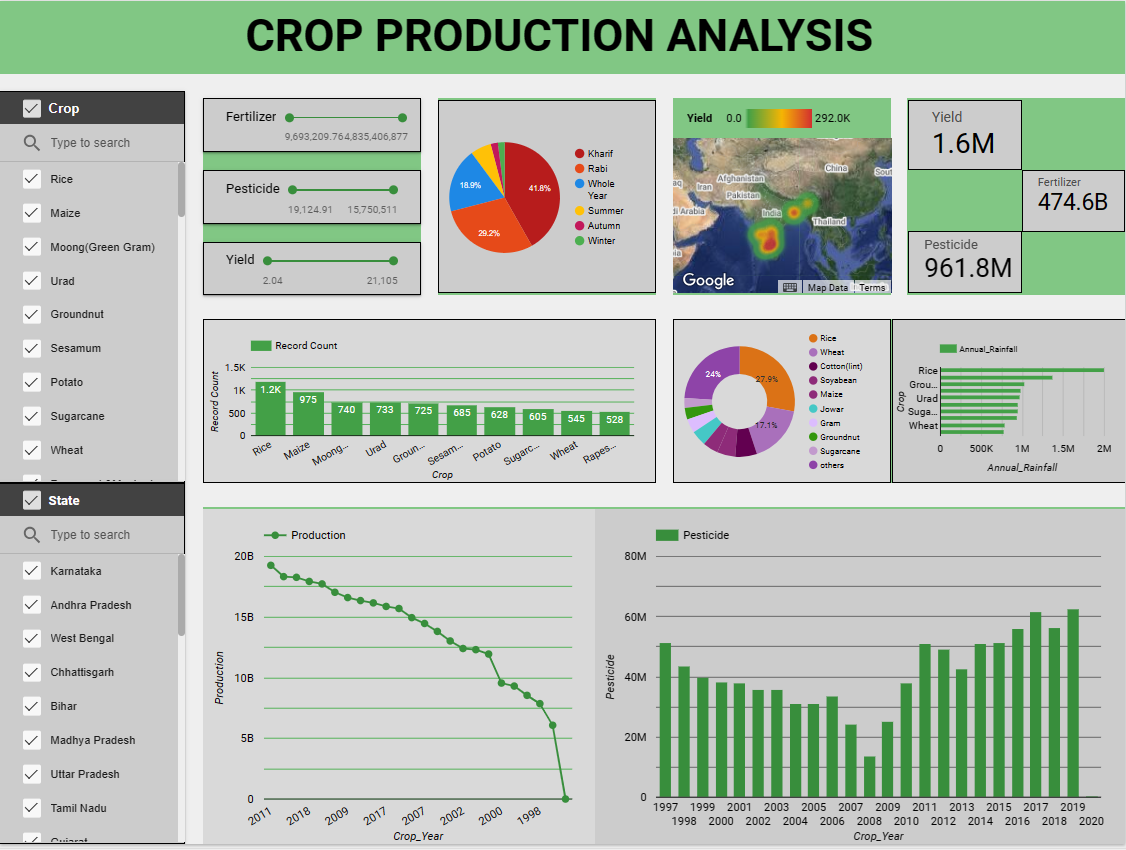 CROP PRODUCTION ANALYSIS
Crop
Type to search
Rice
Maize
Moong(Green Gram)
Urad
Groundnut
Sesamum
Potato
Sugarcane
Wheat
State
Type to search
Karnataka
Andhra Pradesh
West Bengal
Chhattisgarh
Bihar
Madhya Pradesh
Uttar Pradesh
Tamil Nadu
Gujarat
Fertilizer
9,693,209.764,835,406,877
Pesticide
19,124.91 15,750,511
Yield
2.04 21,105
41.8%
29.2%
18.9%
Kharif
Rabi
Whole
Year
Summer
Autumn
Winter
Yield 0.0 292.0K
China
Sout
Afghanistan
Iran
Pakistan
India
Thailand
Google
Map Data
Terms
Yield
1.6M
Fertilizer
474.6B
Pesticide
961.8M
Record Count
Record Count
1.5K
1K
500
0
1.2K
975
740
733
725
685
628
605
545
528
Rice
Maize
Moong...
Urad
Groun...
Sesam...
Potato
Sugarc...
Wheat
Rapes...
Crop
24%
27.9%
17.1%
Rice
Wheat
Cotton(lint)
Soyabean
Maize
Jowar
Gram
Groundnut
Sugarcane
others
Annual_Rainfall
Crop
Rice
Grou...
Urad
Suga...
Wheat
0 500K 1M 1.5M 2M
Annual_Rainfall
Production
Production
20B
15B
10B
5B
0
2011 2018 2009 2017 2007 2002 2000 1998
Crop_Year
Pesticide
Pesticide
80M
60M
40M
20M
0
1997 1999 2001 2003 2005 2007 2009 2011 2013 2015 2017 2019
1998 2000 2002 2004 2006 2008 2010 2012 2014 2016 2018 2020
Crop_Year